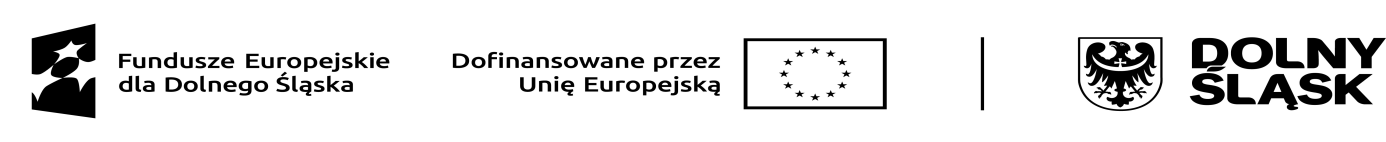 Fundusze Europejskie
dla Dolnego Śląska
Dofinansowane przez
Unię Europejską
DOLNY
ŚLĄSK